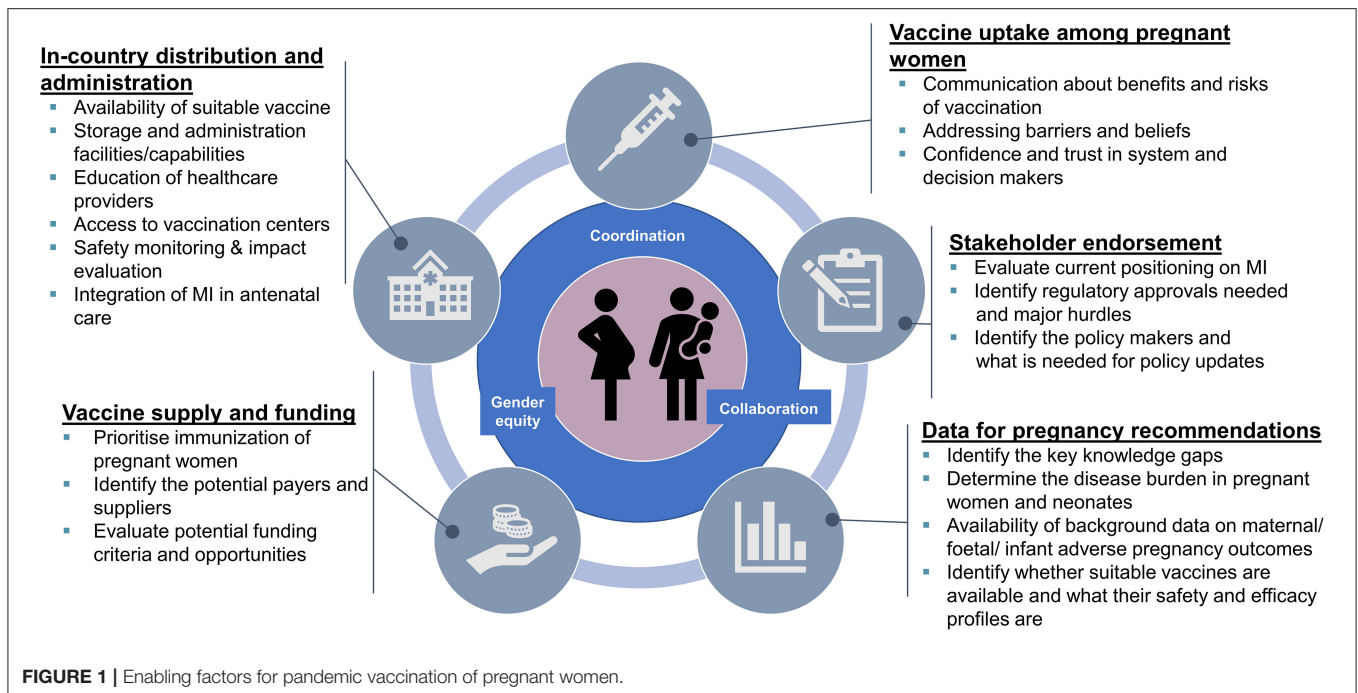 In-country distribution and
administration
▪ Availability of suitable vaccine
▪ Storage and administration
facilities/capabilities
▪ Education of healthcare
providers
▪ Access to vaccination centers
▪ Safety monitoring & impact
evaluation
▪ Integration of MI in antenatal
care
Vaccine uptake among pregnant
women
▪ Communication about benefits and risks
of vaccination
▪ Addressing barriers and beliefs
▪ Confidence and trust in system and
decision makers
Coordination
Gender
equity
Collaboration
Stakeholder endorsement
▪ Evaluate current positioning on MI
▪ Identify regulatory approvals needed
and major hurdles
▪ Identify the policy makers and
what is needed for policy updates
Vaccine supply and funding
▪ Prioritise immunization of
pregnant women
▪ Identify the potential payers and
suppliers
▪ Evaluate potential funding
criteria and opportunities
Data for pregnancy recommendations
▪ Identify the key knowledge gaps
▪ Determine the disease burden in pregnant
women and neonates
▪ Availability of background data on maternal/
foetal/ infant adverse pregnancy outcomes
▪ Identify whether suitable vaccines are
available and what their safety and efficacy
profiles are
FIGURE 1 | Enabling factors for pandemic vaccination of pregnant women.